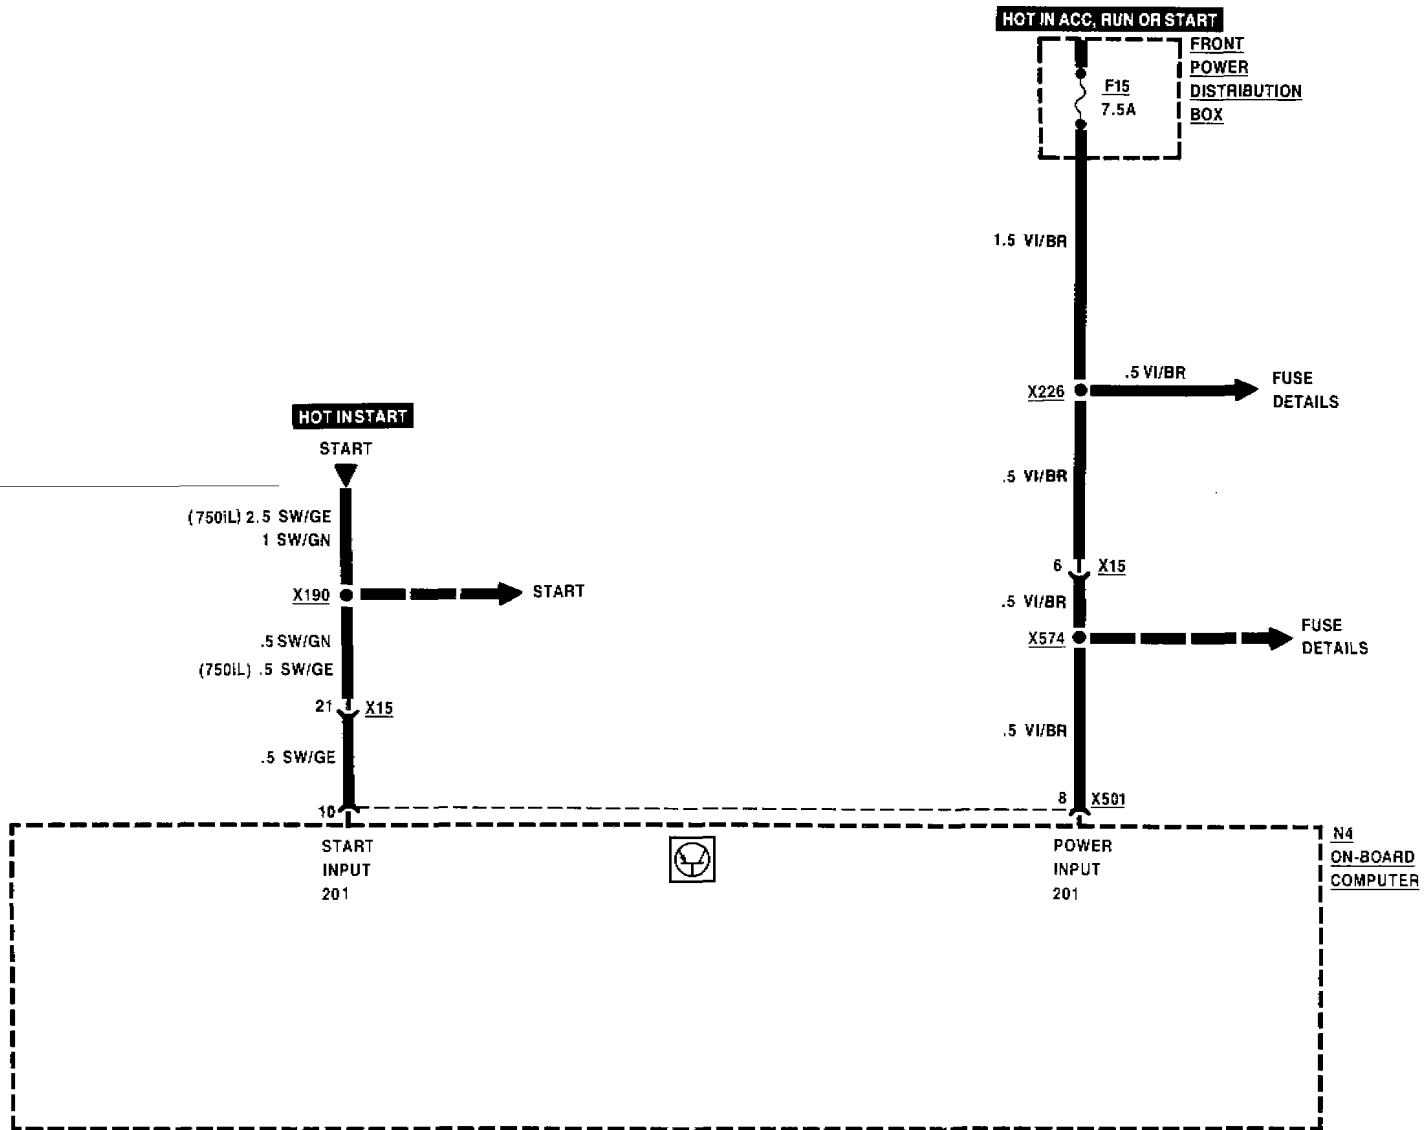 HOT IN ACC, RUN OR START
FRONT
POWER
DISTRIBUTION
BOX
F15
7.5A
1.5 VI/BR
X226
.5 VI/BR
FUSE
DETAILS
HOT IN START
START
.5 VI/BR
(750iL) 2.5 SW/GE
1 SW/GN
6
X15
X190
START
.5 VI/BR
X574
FUSE
DETAILS
.5 SW/GN
(750iL) .5 SW/GE
21
X15
.5 VI/BR
.5 SW/GE
10
8
X501
START
INPUT
201
POWER
INPUT
201
N4
ON-BOARD
COMPUTER